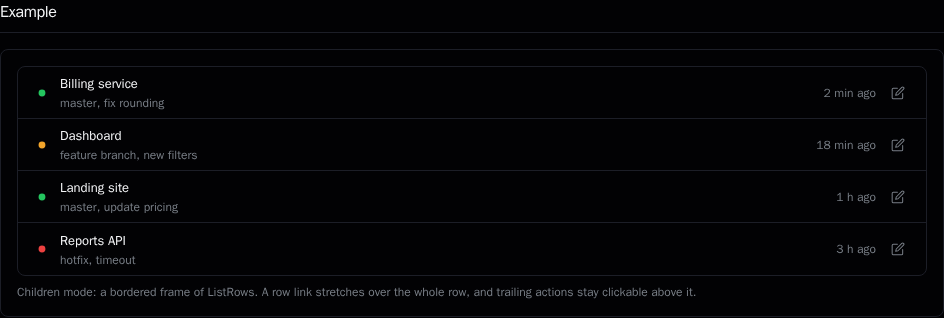 Example
Billing service
master, fix rounding
2 min ago
Dashboard
feature branch, new filters
18 min ago
Landing site
master, update pricing
1 h ago
Reports API
hotfix, timeout
3 h ago
Children mode: a bordered frame of ListRows. A row link stretches over the whole row, and trailing actions stay clickable above it.